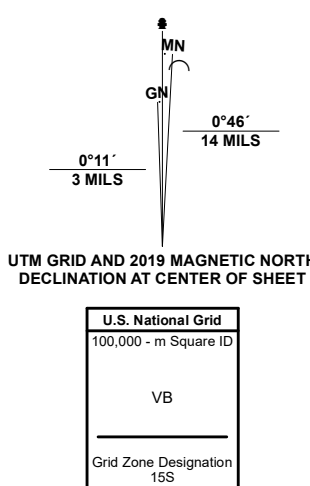 MN
GN
0°46´
14 MILS
0°11´
3 MILS
UTM GRID AND 2019 MAGNETIC NORTH
DECLINATION AT CENTER OF SHEET
U.S. National Grid
100,000 - m Square ID
VB
Grid Zone Designation
15S